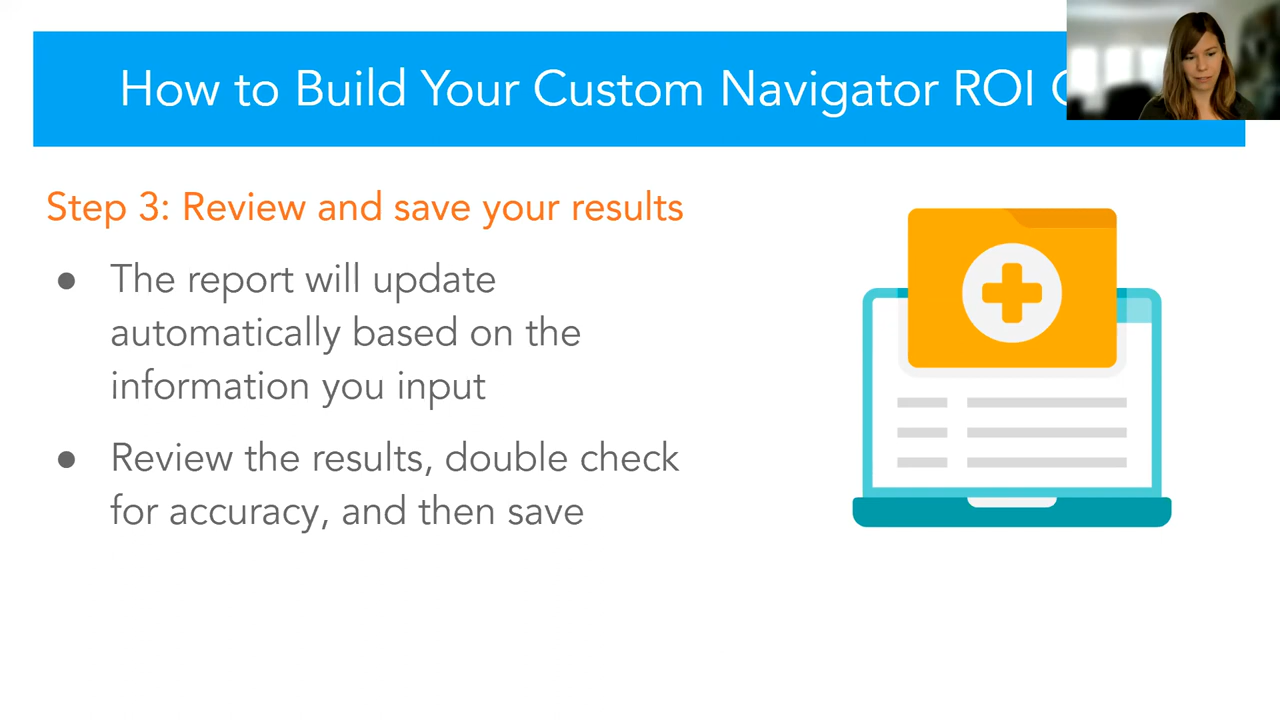 How to Build Your Custom Navigator ROI
Step 3: Review and save your results
● The report will update
automatically based on the
information you input
● Review the results, double check
for accuracy, and then save